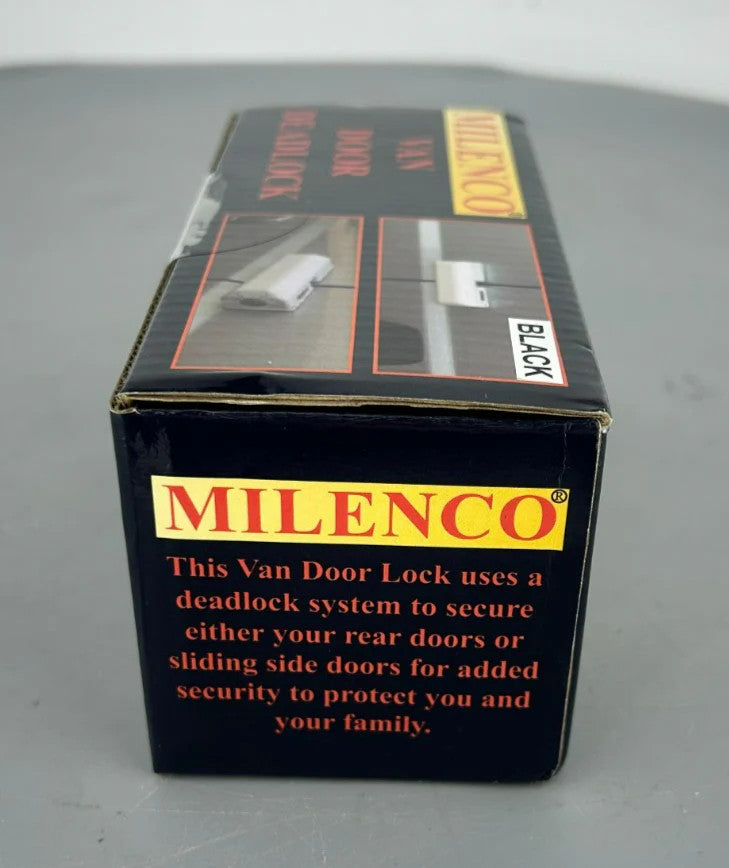 MILENCO®
VAN
DOOR
DEADLOCK
BLACK
MILENCO®
This Van Door Lock uses a
deadlock system to secure
either your rear doors or
sliding side doors for added
security to protect you and
your family.